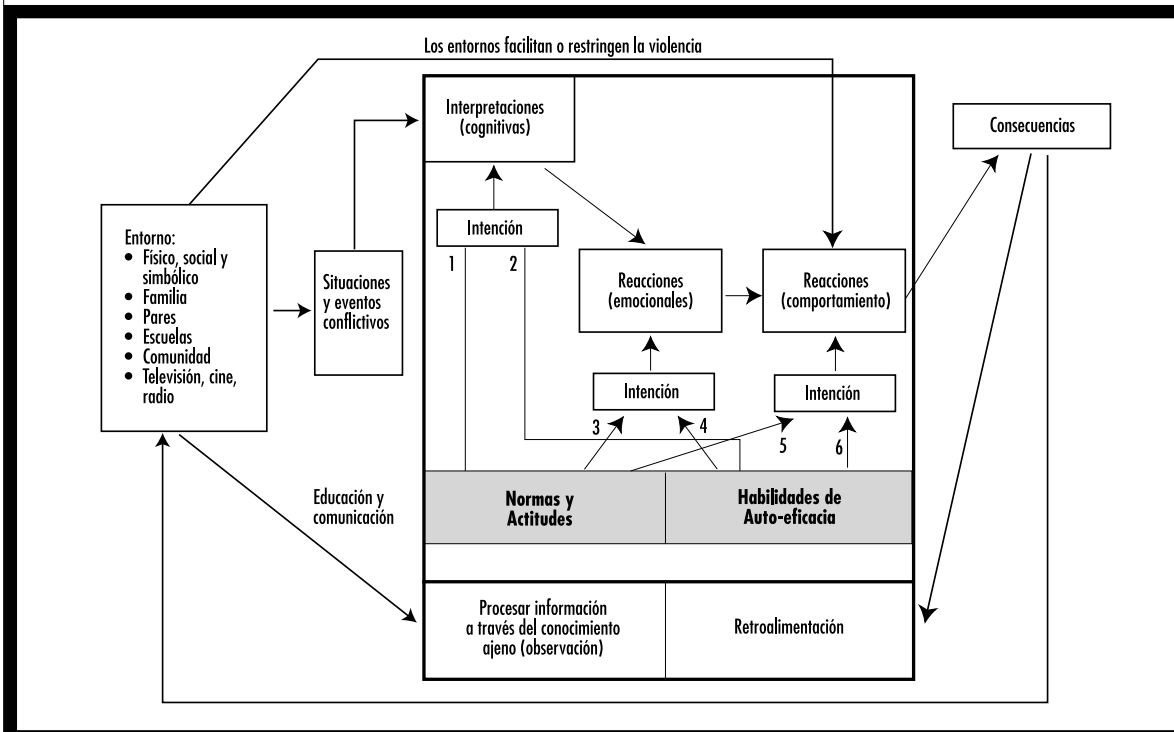 Los entornos facilitan o restringen la violencia
Interpretaciones
(cognitivas)
Consecuencias
Intención
1
2
Entorno:
• Físico, social y
simbólico
• Familia
• Pares
• Escuelas
• Comunidad
• Televisión, cine,
radio
Situaciones
y eventos
conflictivos
Reacciones
(emocionales)
Reacciones
(comportamiento)
Intención
Intención
3
4
5
6
Educación y
comunicación
Normas y
Actitudes
Habilidades de
Auto-eficacia
Procesar información
a través del conocimiento
ajeno (observación)
Retroalimentación